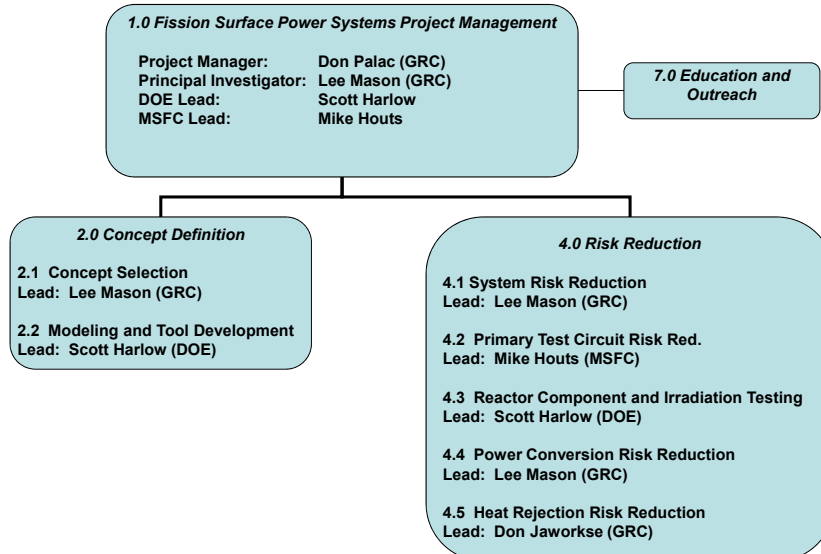 1.0 Fission Surface Power Systems Project Management
Project Manager: Don Palac (GRC)
Principal Investigator: Lee Mason (GRC)
DOE Lead: Scott Harlow
MSFC Lead: Mike Houts
7.0 Education and
Outreach
2.0 Concept Definition
2.1 Concept Selection
Lead: Lee Mason (GRC)
2.2 Modeling and Tool Development
Lead: Scott Harlow (DOE)
4.0 Risk Reduction
4.1 System Risk Reduction
Lead: Lee Mason (GRC)
4.2 Primary Test Circuit Risk Red.
Lead: Mike Houts (MSFC)
4.3 Reactor Component and Irradiation Testing
Lead: Scott Harlow (DOE)
4.4 Power Conversion Risk Reduction
Lead: Lee Mason (GRC)
4.5 Heat Rejection Risk Reduction
Lead: Don Jaworkse (GRC)